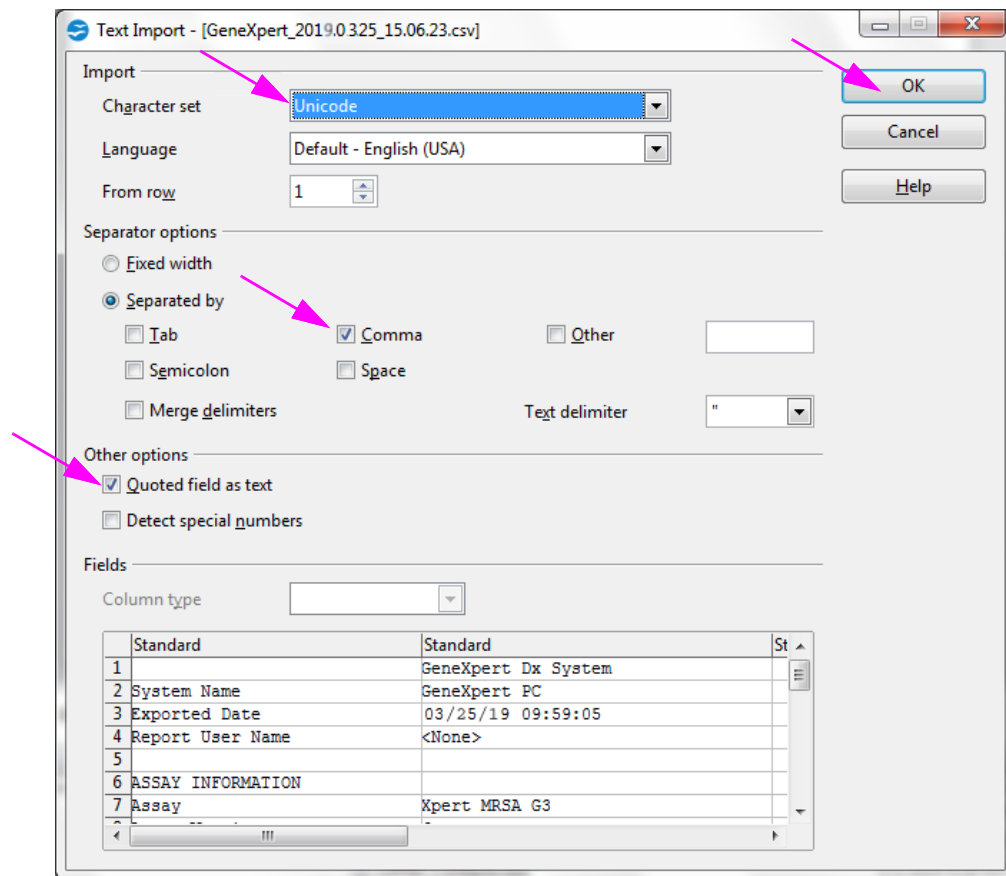 Text Import - [GeneXpert_2019.0325_15.06.23.csv]
Import
OK
Character set Unicode
Cancel
Language Default - English (USA)
From row 1
Help
Separator options
Fixed width
Separated by
Tab Comma Other
Semicolon Space
Merge delimiters Text delimiter "
Other options
Quoted field as text
Detect special numbers
Fields
Column type
Standard Standard St
1 GeneXpert Dx System
2 System Name GeneXpert PC
3 Exported Date 03/25/19 09:59:05
4 Report User Name <None>
5
6 ASSAY INFORMATION
7 Assay Xpert MRSA G3